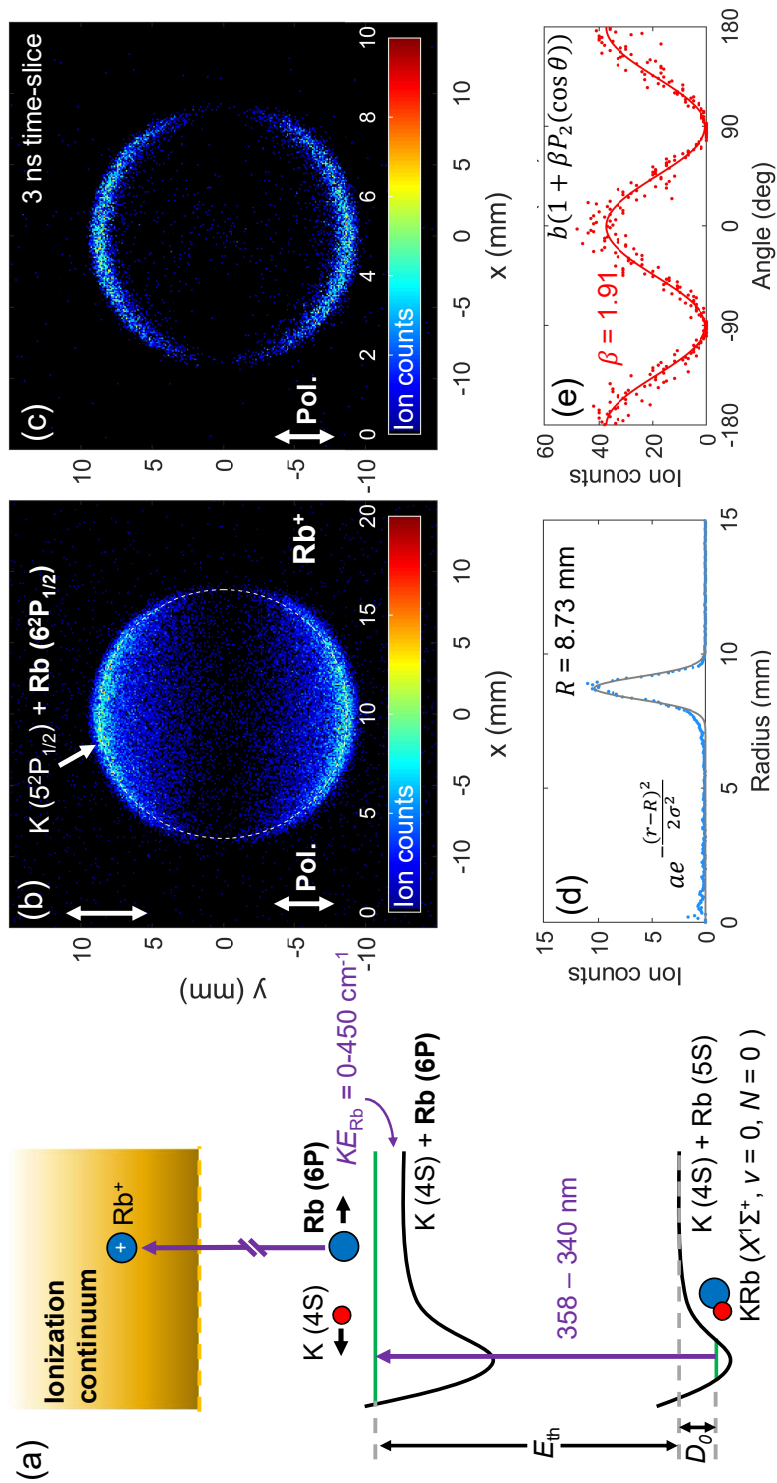 (a)
Ionization
continuum
Rb⁺
+
K (4S)
Rb (6P)
KE_Rb = 0-450 cm⁻¹
K (4S) + Rb (6P)
358 – 340 nm
E_th
D₀
K (4S) + Rb (5S)
KRb (X¹Σ⁺, v = 0, N = 0)
(b)
K (5²P₁/₂) + Rb (6²P₁/₂)
Pol.
Rb⁺
Ion counts
0 5 10 15 20
y (mm)
10
5
0
-5
-10
-10 -5 0 5 10
x (mm)
(c)
3 ns time-slice
Pol.
Ion counts
0 2 4 6 8 10
10
5
0
-5
-10
-10 -5 0 5 10
x (mm)
(d)
R = 8.73 mm
ae^{-(r−R)²/2σ²}
Ion counts
15
10
5
0
0 5 10 15
Radius (mm)
(e)
b(1 + βP₂(cos θ))
β = 1.91
Ion counts
60
40
20
0
-180 -90 0 90 180
Angle (deg)